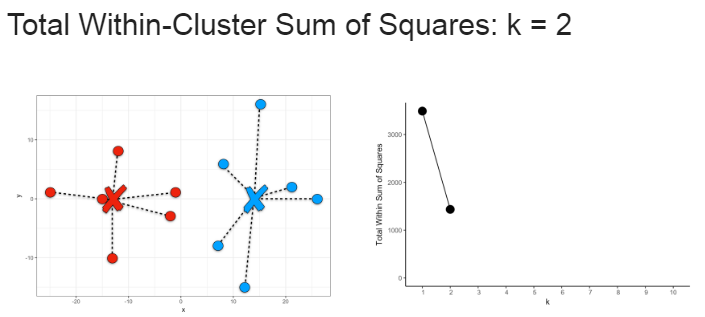 Total Within-Cluster Sum of Squares: k = 2
10
0
-10
y
-20 -10 0 10 20
x
3000
2000
1000
0
Total Within Sum of Squares
1 2 3 4 5 6 7 8 9 10
k